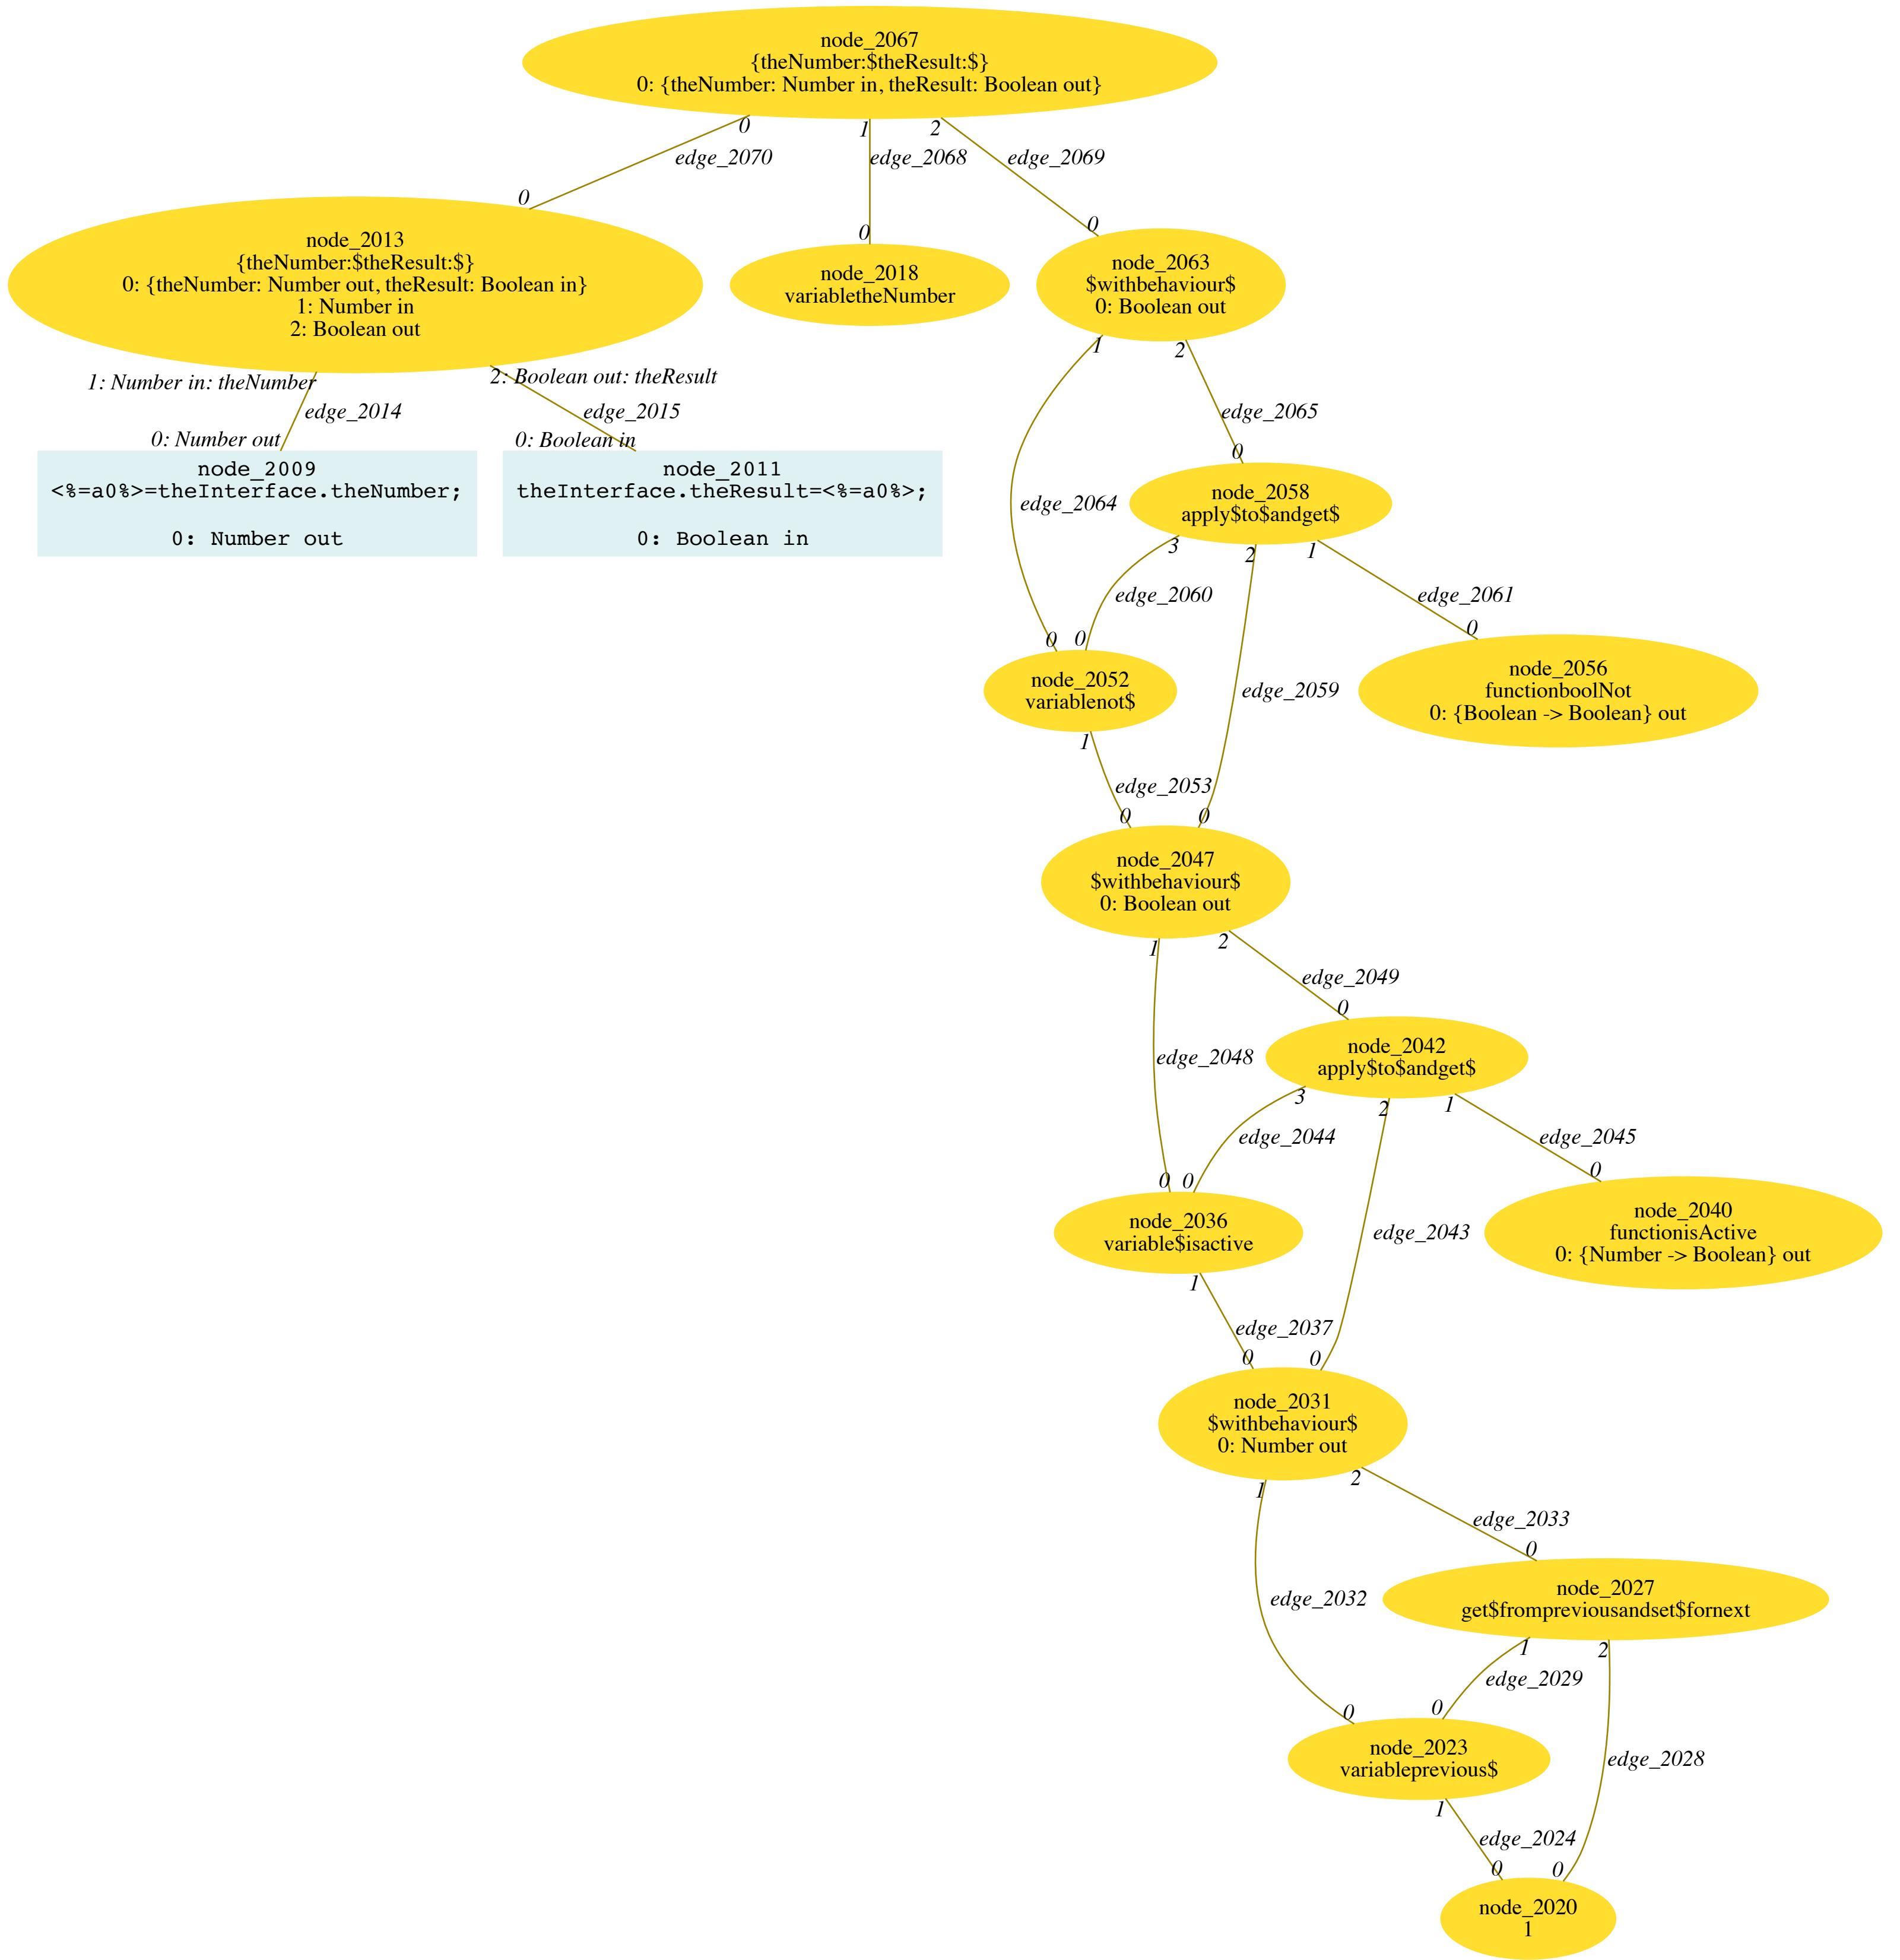 node_2067
{theNumber:$theResult:$}
0: {theNumber: Number in, theResult: Boolean out}
0
1
2
edge_2070
edge_2068
edge_2069
0
0
0
node_2013
{theNumber:$theResult:$}
0: {theNumber: Number out, theResult: Boolean in}
1: Number in
2: Boolean out
node_2018
variabletheNumber
node_2063
$withbehaviour$
0: Boolean out
1: Number in: theNumber
2: Boolean out: theResult
1
2
edge_2014
edge_2015
edge_2065
0: Number out
0: Boolean in
0
node_2009
<%=a0%>=theInterface.theNumber;
0: Number out
node_2011
theInterface.theResult=<%=a0%>;
0: Boolean in
edge_2064
node_2058
apply$to$andget$
3
2
1
edge_2060
edge_2061
0
0
0
node_2052
variablenot$
edge_2059
node_2056
functionboolNot
0: {Boolean -> Boolean} out
1
edge_2053
0
0
node_2047
$withbehaviour$
0: Boolean out
1
2
edge_2049
0
edge_2048
node_2042
apply$to$andget$
3
2
1
edge_2044
edge_2045
0
0
0
node_2036
variable$isactive
edge_2043
node_2040
functionisActive
0: {Number -> Boolean} out
1
edge_2037
0
0
node_2031
$withbehaviour$
0: Number out
1
2
edge_2033
0
edge_2032
node_2027
get$frompreviousandset$fornext
1
2
edge_2029
0
0
node_2023
variableprevious$
edge_2028
1
edge_2024
0
0
node_2020
1